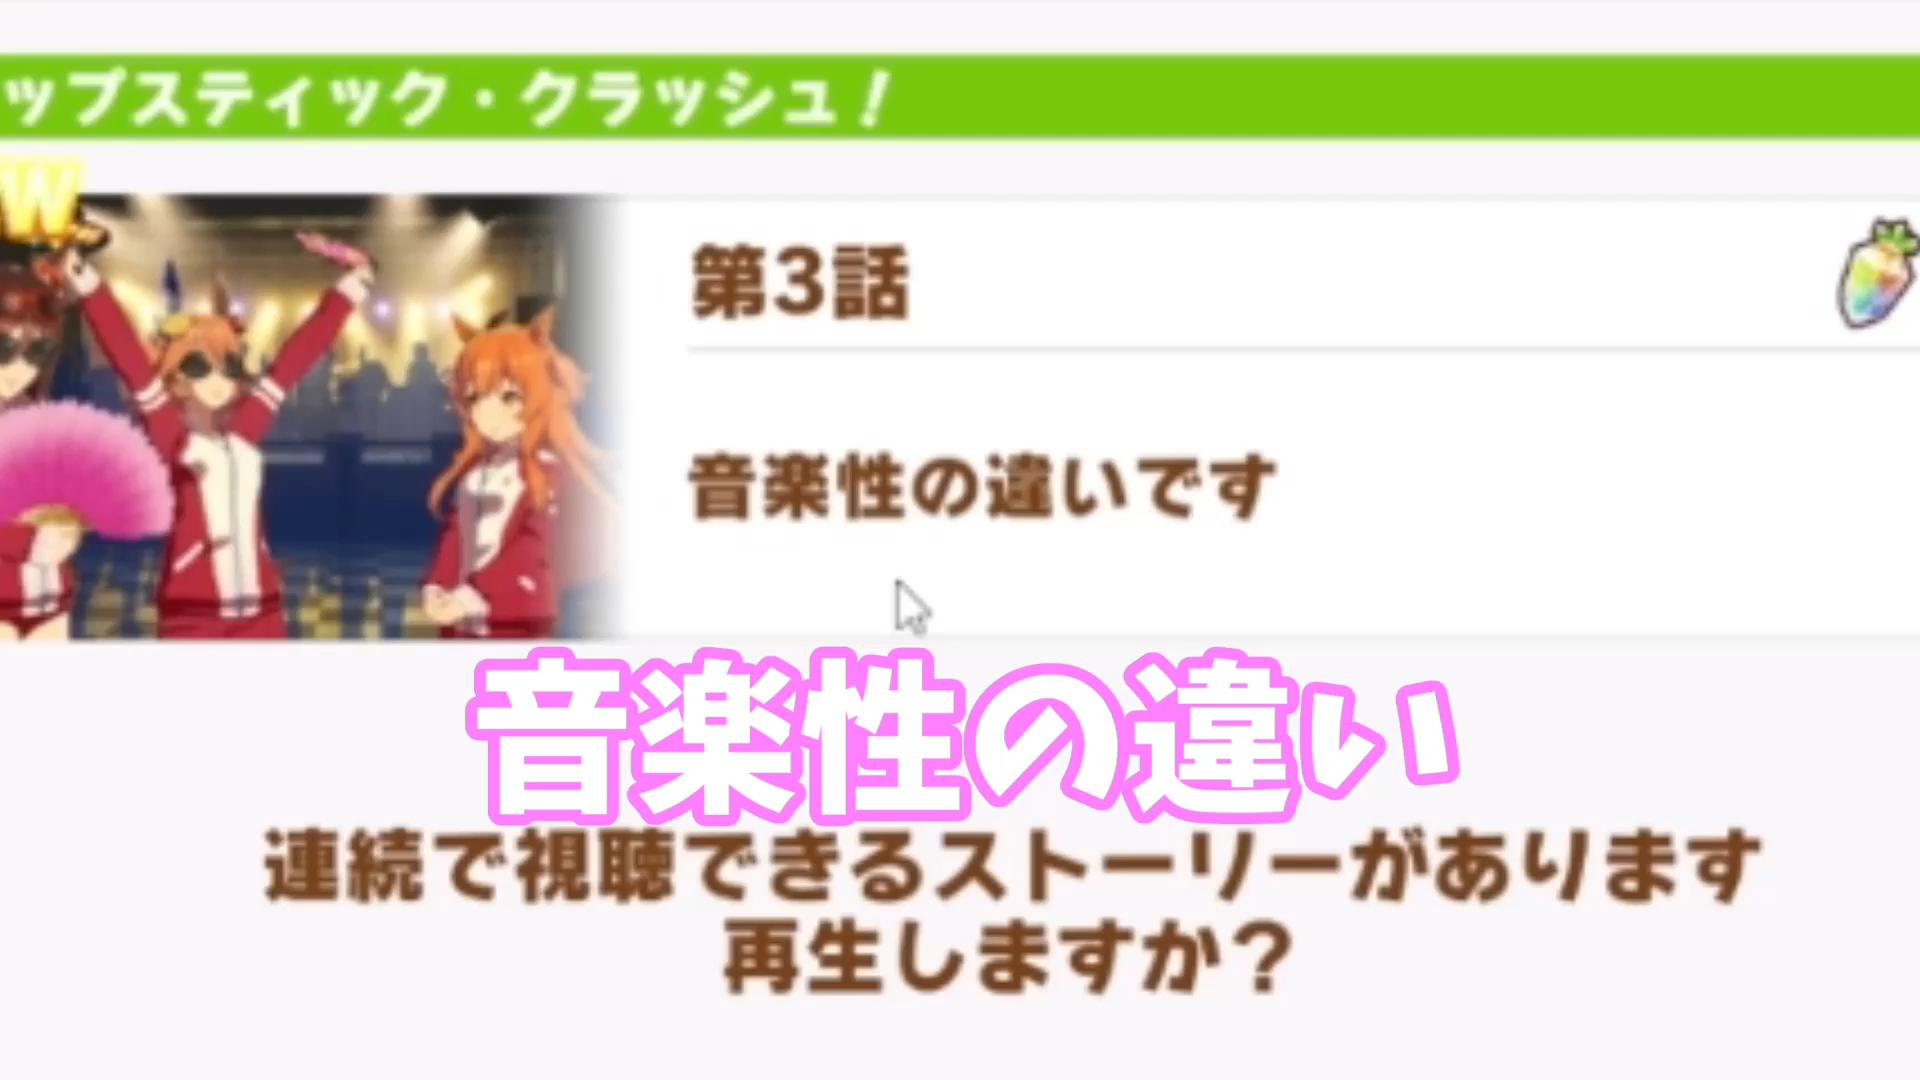 ップスティック・クラッシュ！
W
第3話
音楽性の違いです
音楽性の違い
連続で視聴できるストーリーがあります
再生しますか？